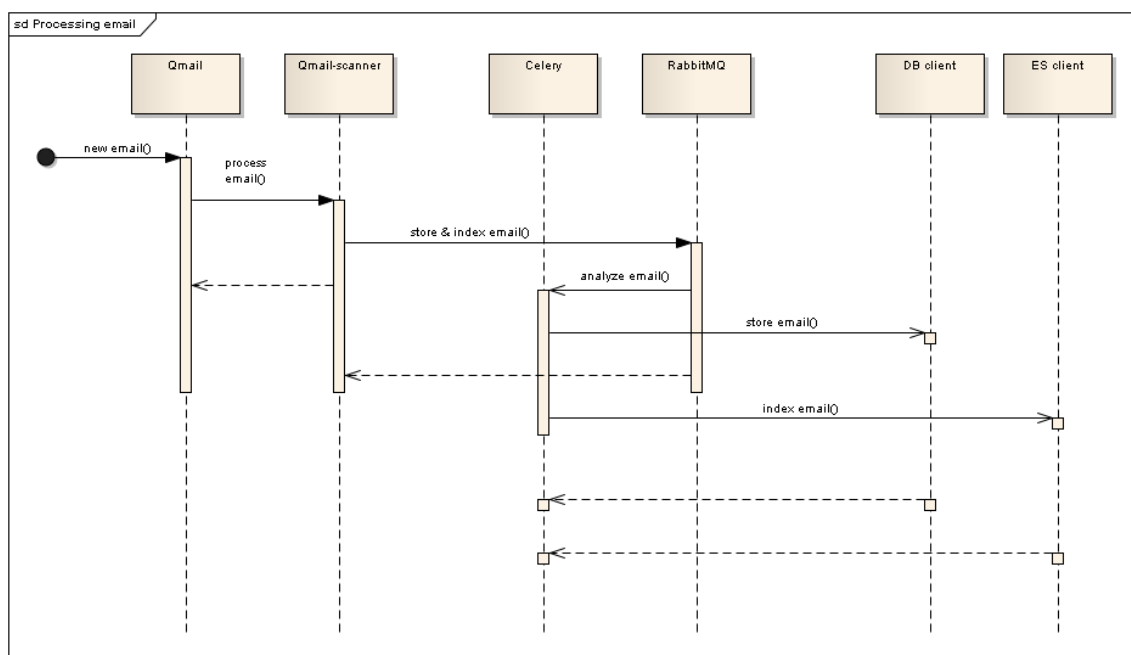 sd Processing email
Qmail
Qmail-scanner
Celery
RabbitMQ
DB client
ES client
new email()
process
email()
store & index email()
analyze email()
store email()
index email()